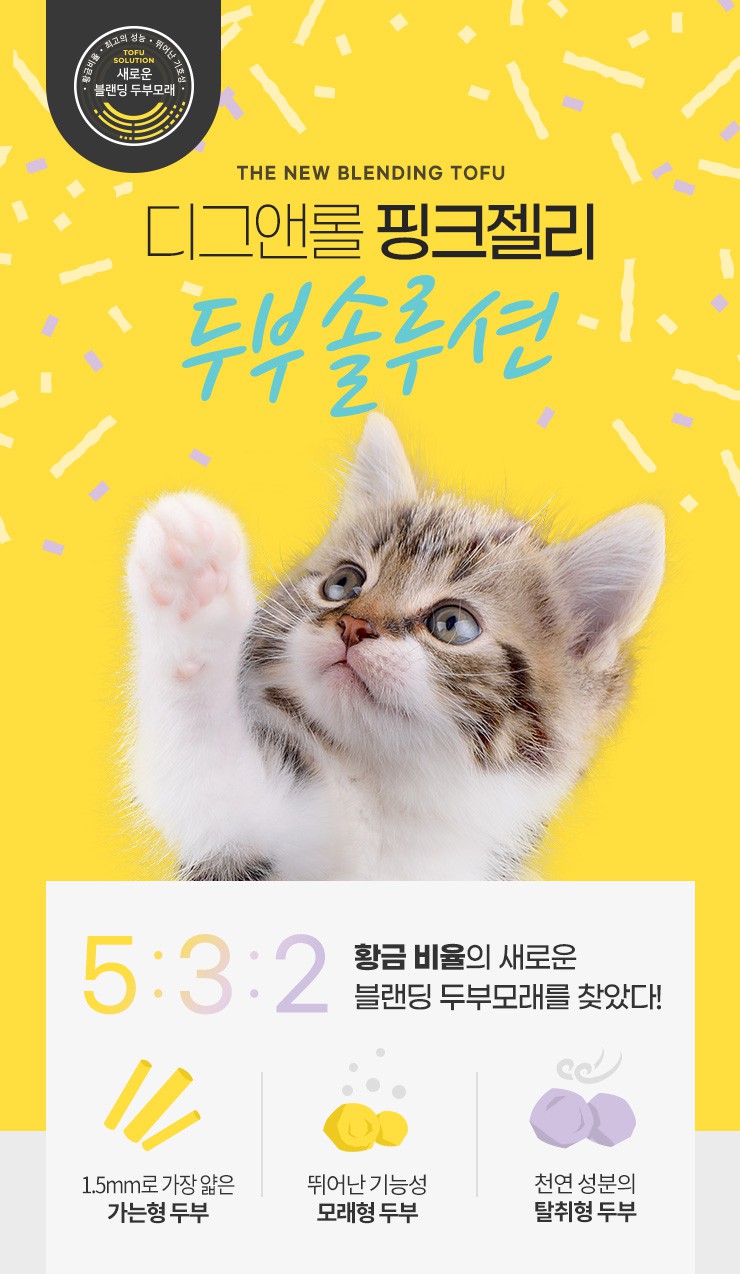 황금비율 • 최고의 성능 • 뛰어난 기호성
TOFU
SOLUTION
새로운
블랜딩 두부모래
THE NEW BLENDING TOFU
디그앤롤 핑크젤리
두부솔루션
5:3:2
황금 비율의 새로운
블랜딩 두부모래를 찾았다!
1.5mm로 가장 얇은
가는형 두부
뛰어난 기능성
모래형 두부
천연 성분의
탈취형 두부